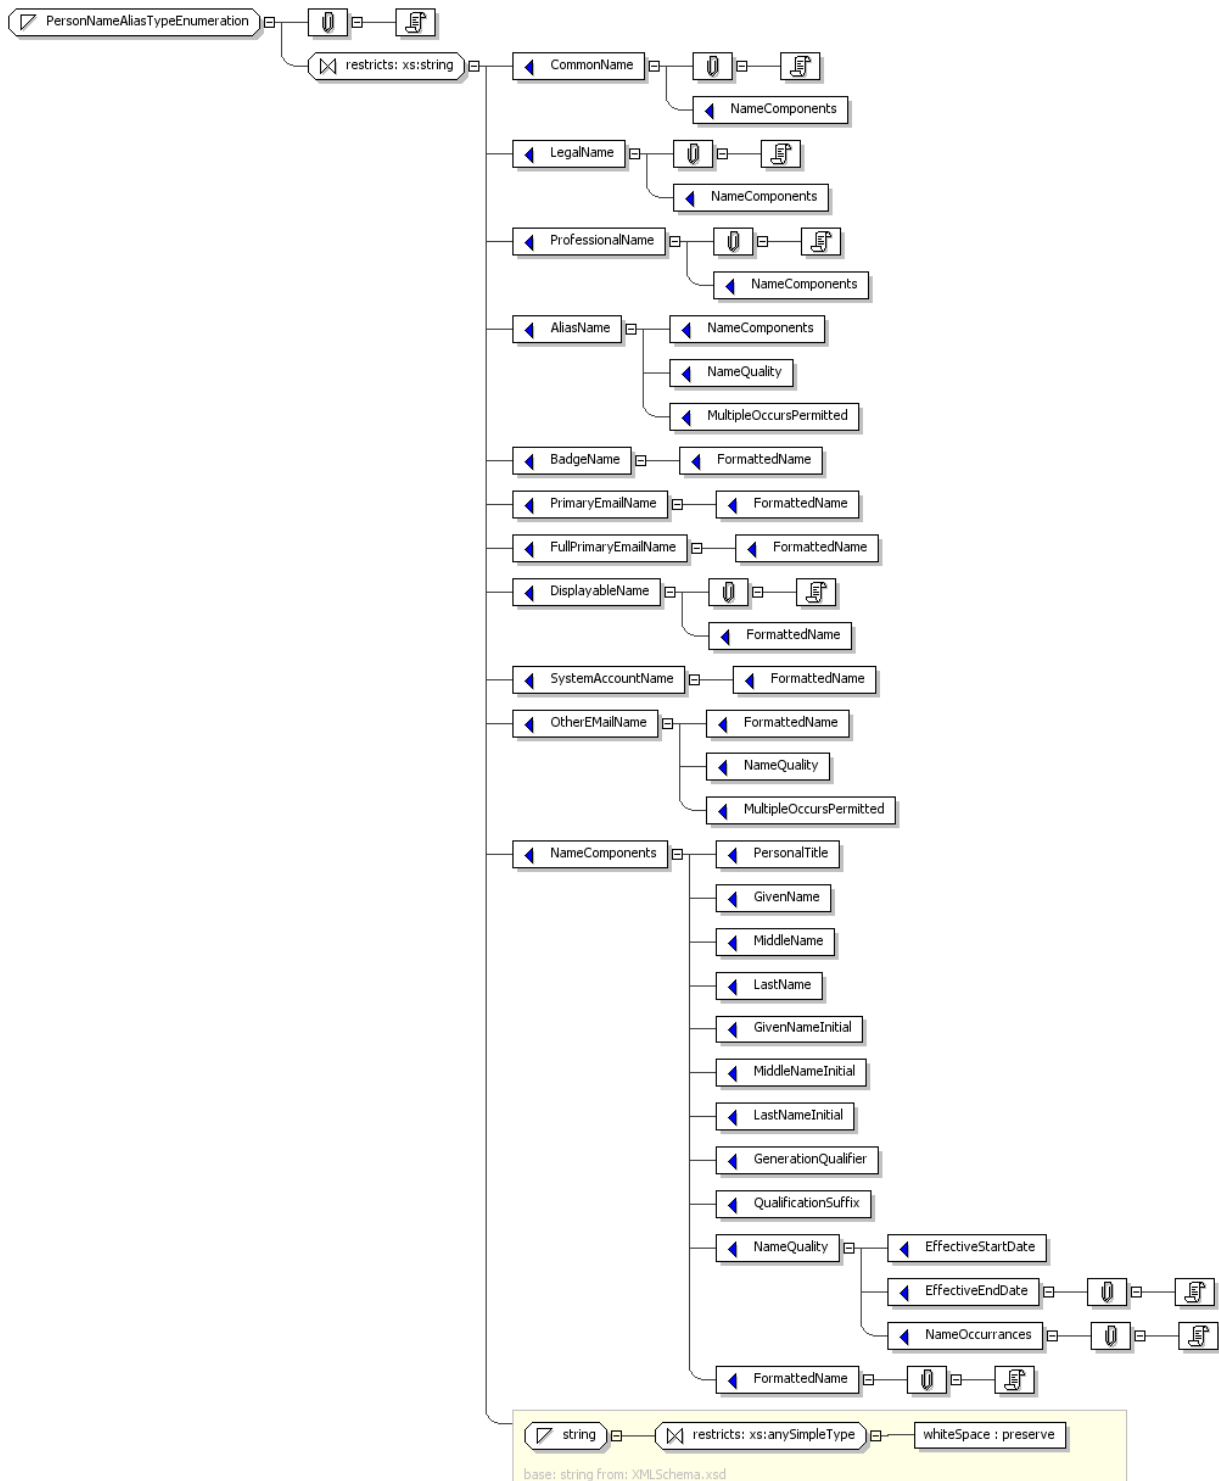 PersonNameAliasTypeEnumeration
restricts: xs:string
CommonName
NameComponents
LegalName
NameComponents
ProfessionalName
NameComponents
AliasName
NameComponents
NameQuality
MultipleOccursPermitted
BadgeName
FormattedName
PrimaryEmailName
FormattedName
FullPrimaryEmailName
FormattedName
DisplayableName
FormattedName
SystemAccountName
FormattedName
OtherEMailName
FormattedName
NameQuality
MultipleOccursPermitted
NameComponents
PersonalTitle
GivenName
MiddleName
LastName
GivenNameInitial
MiddleNameInitial
LastNameInitial
GenerationQualifier
QualificationSuffix
NameQuality
EffectiveStartDate
EffectiveEndDate
NameOccurrances
FormattedName
string
restricts: xs:anySimpleType
whiteSpace : preserve
base: string from: XMLSchema.xsd